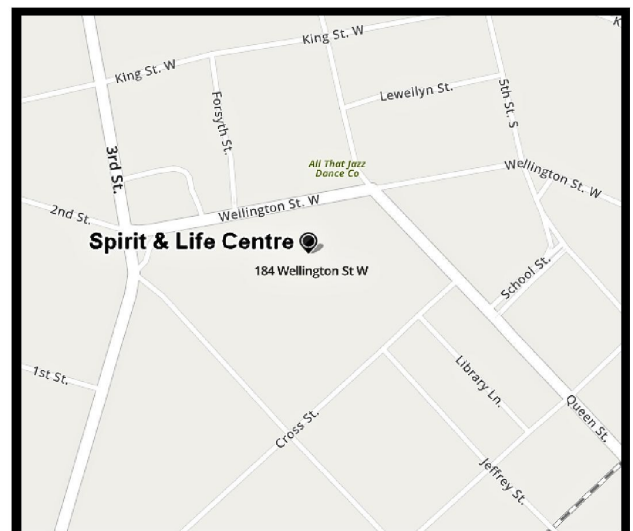 King St. W
K
King St. W
Lewellyn St.
5th St. S
Forsyth St.
3rd St.
All That Jazz
Dance Co
Wellington St. W
Wellington St. W
2nd St.
Spirit & Life Centre
184 Wellington St W
School St.
1st St.
Library Ln.
Queen St.
Cross St.
Jeffrey St.